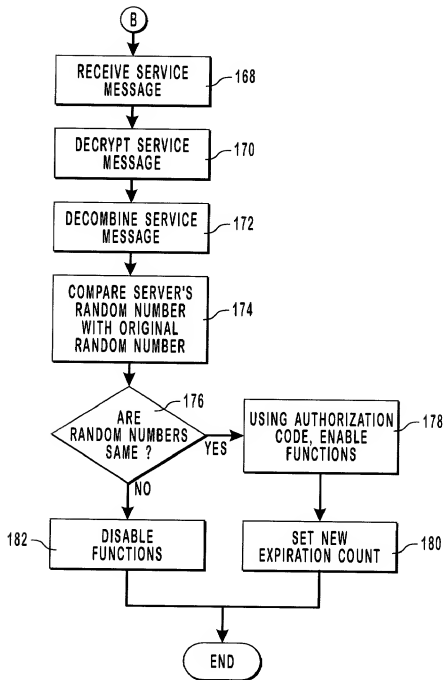 B
RECEIVE SERVICE
MESSAGE
168
DECRYPT SERVICE
MESSAGE
170
DECOMBINE SERVICE
MESSAGE
172
COMPARE SERVER'S
RANDOM NUMBER
WITH ORIGINAL
RANDOM NUMBER
174
176
ARE
RANDOM NUMBERS
SAME ?
YES
NO
USING AUTHORIZATION
CODE, ENABLE
FUNCTIONS
178
182
DISABLE
FUNCTIONS
SET NEW
EXPIRATION COUNT
180
END